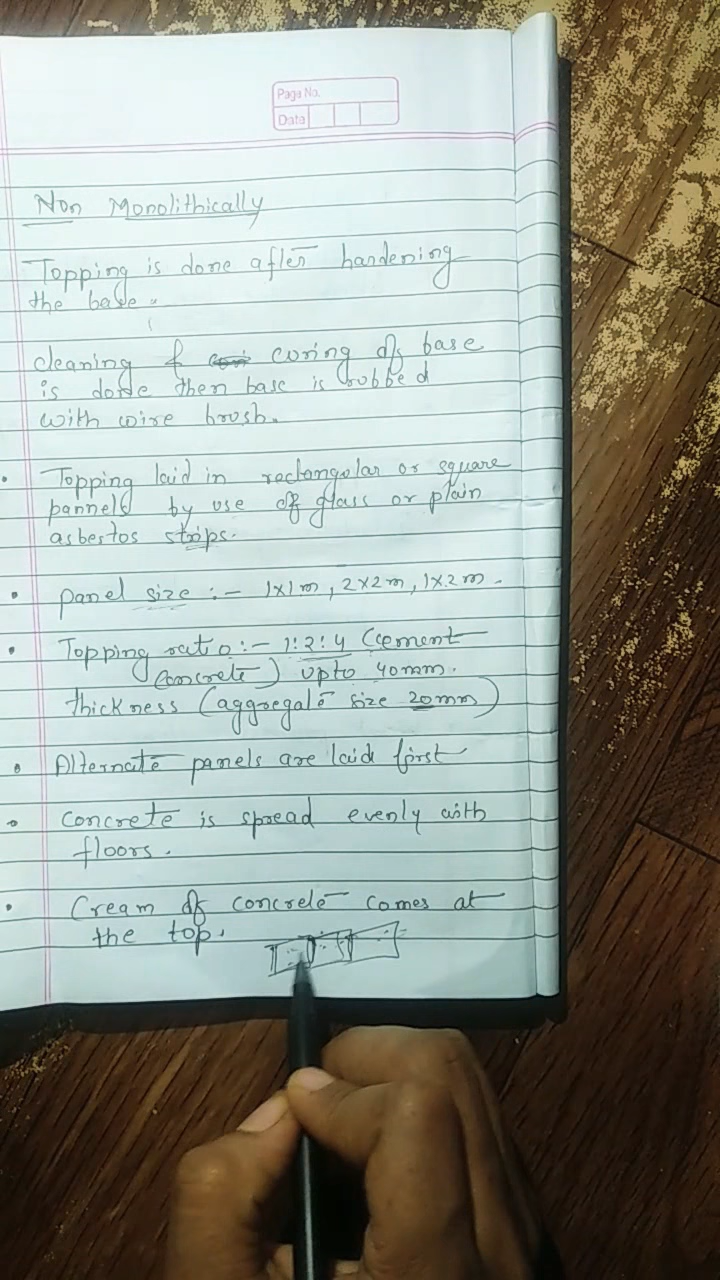 Page No.
Date
Non Monolithically
Topping is done after hardening
the base.
cleaning & curing of base
is done then base is rubbed
with wire brush.
Topping laid in rectangular or square
pannels by use of glass or plain
asbestos strips.
panel size :- 1x1m, 2x2m, 1x2m.
Topping ratio:- 1:2:4 (cement
concrete) upto 40mm.
thickness (aggregate size 20mm)
Alternate panels are laid first
concrete is spread evenly with
floors.
Cream of concrete comes at
the top.